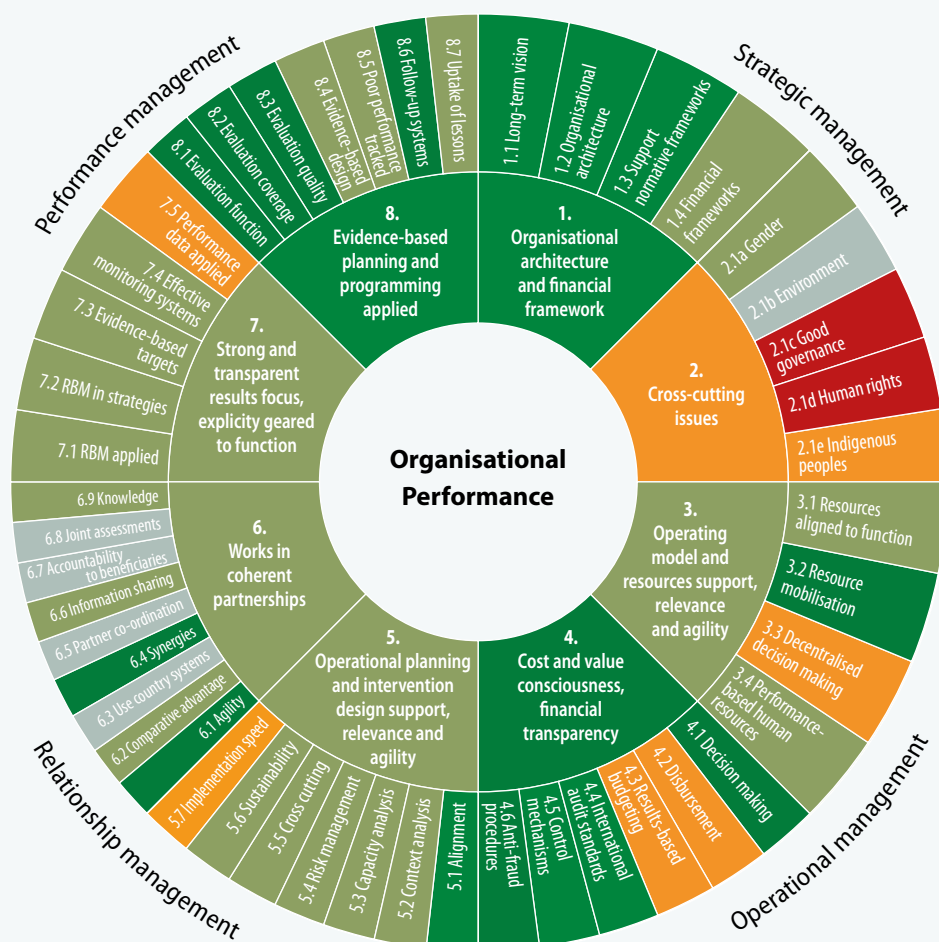 Organisational
Performance
Strategic management
1.
Organisational
architecture
and financial
framework
1.1 Long-term vision
1.2 Organisational
architecture
1.3 Support
normative frameworks
1.4 Financial
frameworks
2.
Cross-cutting
issues
2.1a Gender
2.1b Environment
2.1c Good
governance
2.1d Human rights
2.1e Indigenous
peoples
Operational management
3.
Operating
model and
resources support,
relevance
and agility
3.1 Resources
aligned to function
3.2 Resource
mobilisation
3.3 Decentralised
decision making
3.4 Performance-
based human
resources
4.
Cost and value
consciousness,
financial
transparency
4.1 Decision making
4.2 Disbursement
4.3 Results-based
budgeting
4.4 International
audit standards
4.5 Control
mechanisms
4.6 Anti-fraud
procedures
Relationship management
5.
Operational planning
and intervention
design support,
relevance and
agility
5.1 Alignment
5.2 Context analysis
5.3 Capacity analysis
5.4 Risk management
5.5 Cross cutting
5.6 Sustainability
5.7 Implementation speed
6.
Works in
coherent
partnerships
6.1 Agility
6.2 Comparative advantage
6.3 Use country systems
6.4 Synergies
6.5 Partner co-ordination
6.6 Information sharing
6.7 Accountability
to beneficiaries
6.8 Joint assessments
6.9 Knowledge
Performance management
7.
Strong and
transparent
results focus,
explicity geared
to function
7.1 RBM applied
7.2 RBM in strategies
7.3 Evidence-based
targets
7.4 Effective
monitoring systems
7.5 Performance
data applied
8.
Evidence-based
planning and
programming
applied
8.1 Evaluation function
8.2 Evaluation coverage
8.3 Evaluation quality
8.4 Evidence-based
design
8.5 Poor performance
tracked
8.6 Follow-up systems
8.7 Uptake of lessons